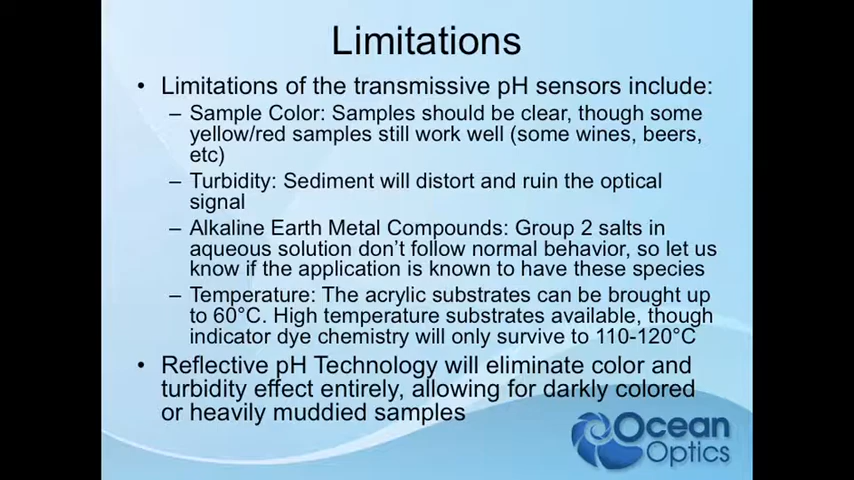 Limitations
• Limitations of the transmissive pH sensors include:
– Sample Color: Samples should be clear, though some
yellow/red samples still work well (some wines, beers,
etc)
– Turbidity: Sediment will distort and ruin the optical
signal
– Alkaline Earth Metal Compounds: Group 2 salts in
aqueous solution don't follow normal behavior, so let us
know if the application is known to have these species
– Temperature: The acrylic substrates can be brought up
to 60°C. High temperature substrates available, though
indicator dye chemistry will only survive to 110-120°C
• Reflective pH Technology will eliminate color and
turbidity effect entirely, allowing for darkly colored
or heavily muddied samples
Ocean
Optics